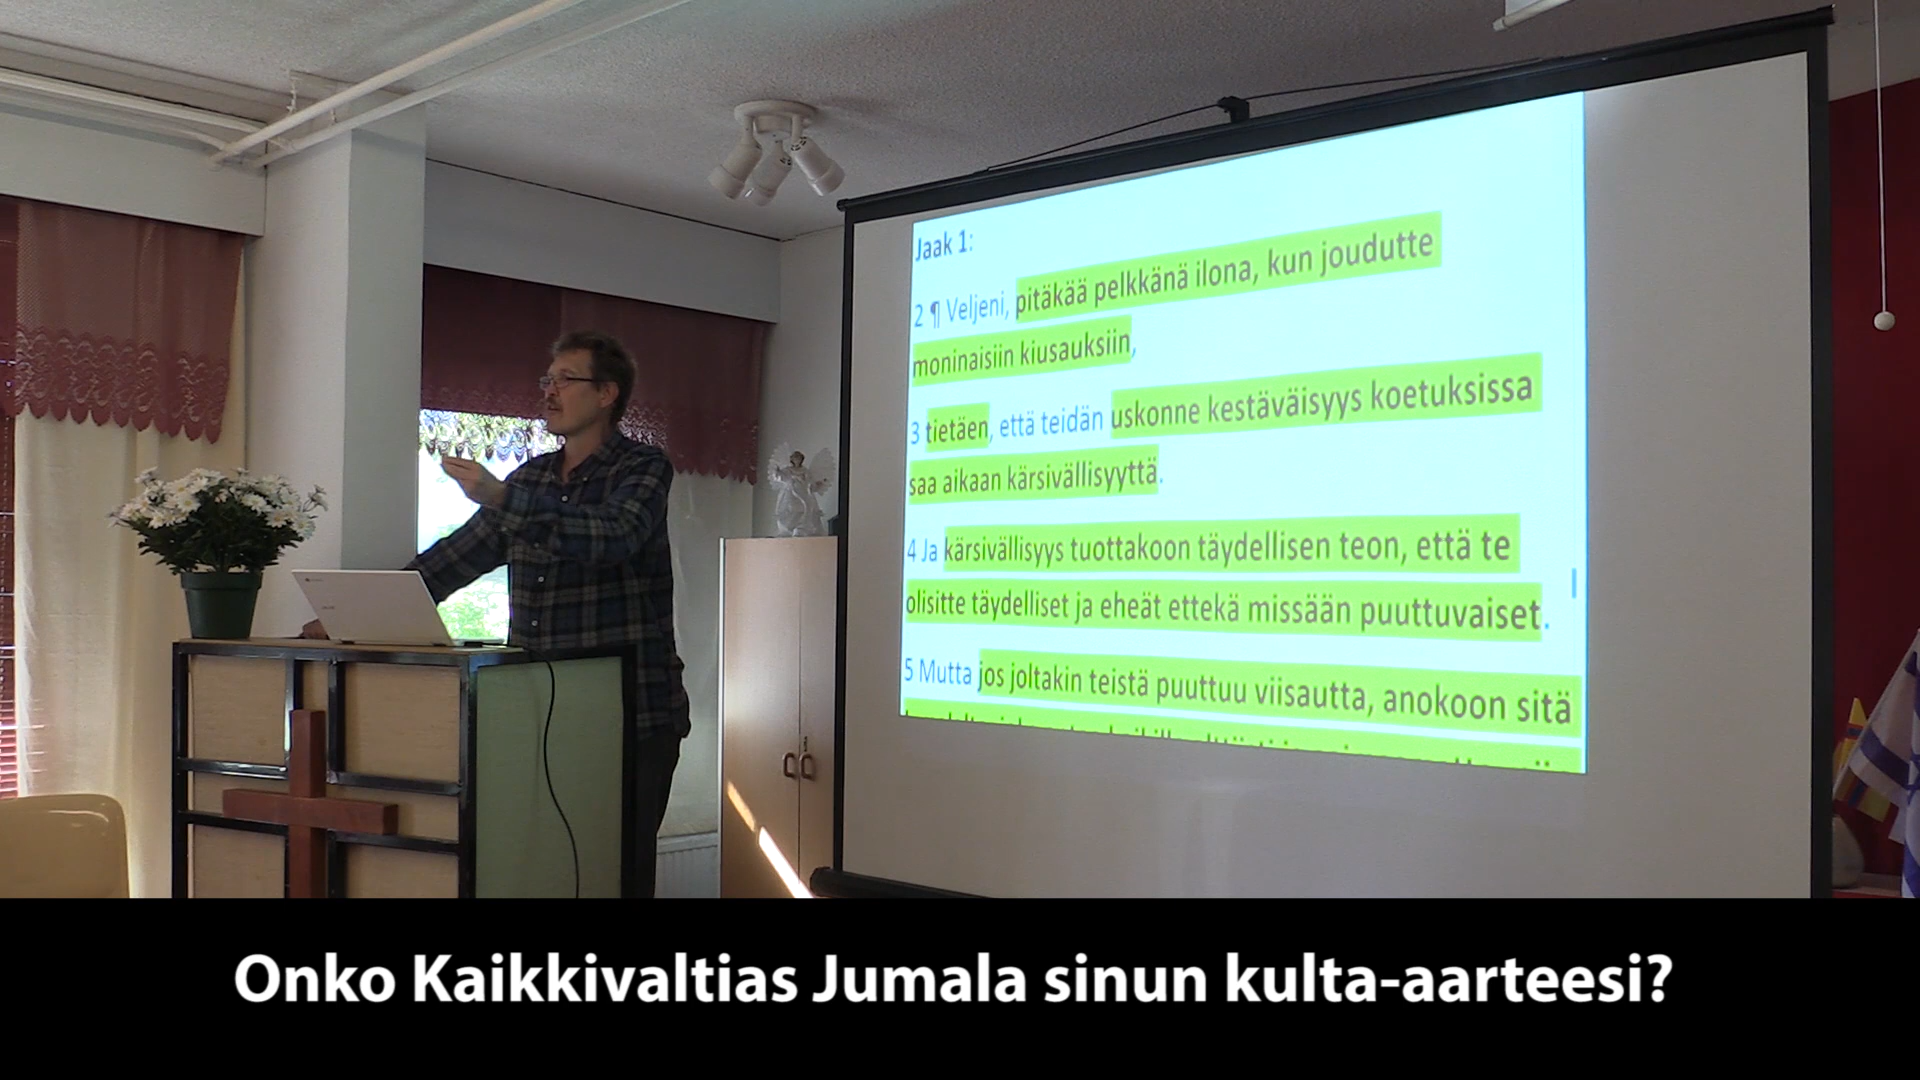 Jaak 1:
2 ¶ Veljeni, pitäkää pelkkänä ilona, kun joudutte
moninaisiin kiusauksiin,
3 tietäen, että teidän uskonne kestäväisyys koetuksissa
saa aikaan kärsivällisyyttä.
4 Ja kärsivällisyys tuottakoon täydellisen teon, että te
olisitte täydelliset ja eheät ettekä missään puuttuvaiset.
5 Mutta jos joltakin teistä puuttuu viisautta, anokoon sitä
Onko Kaikkivaltias Jumala sinun kulta-aarteesi?